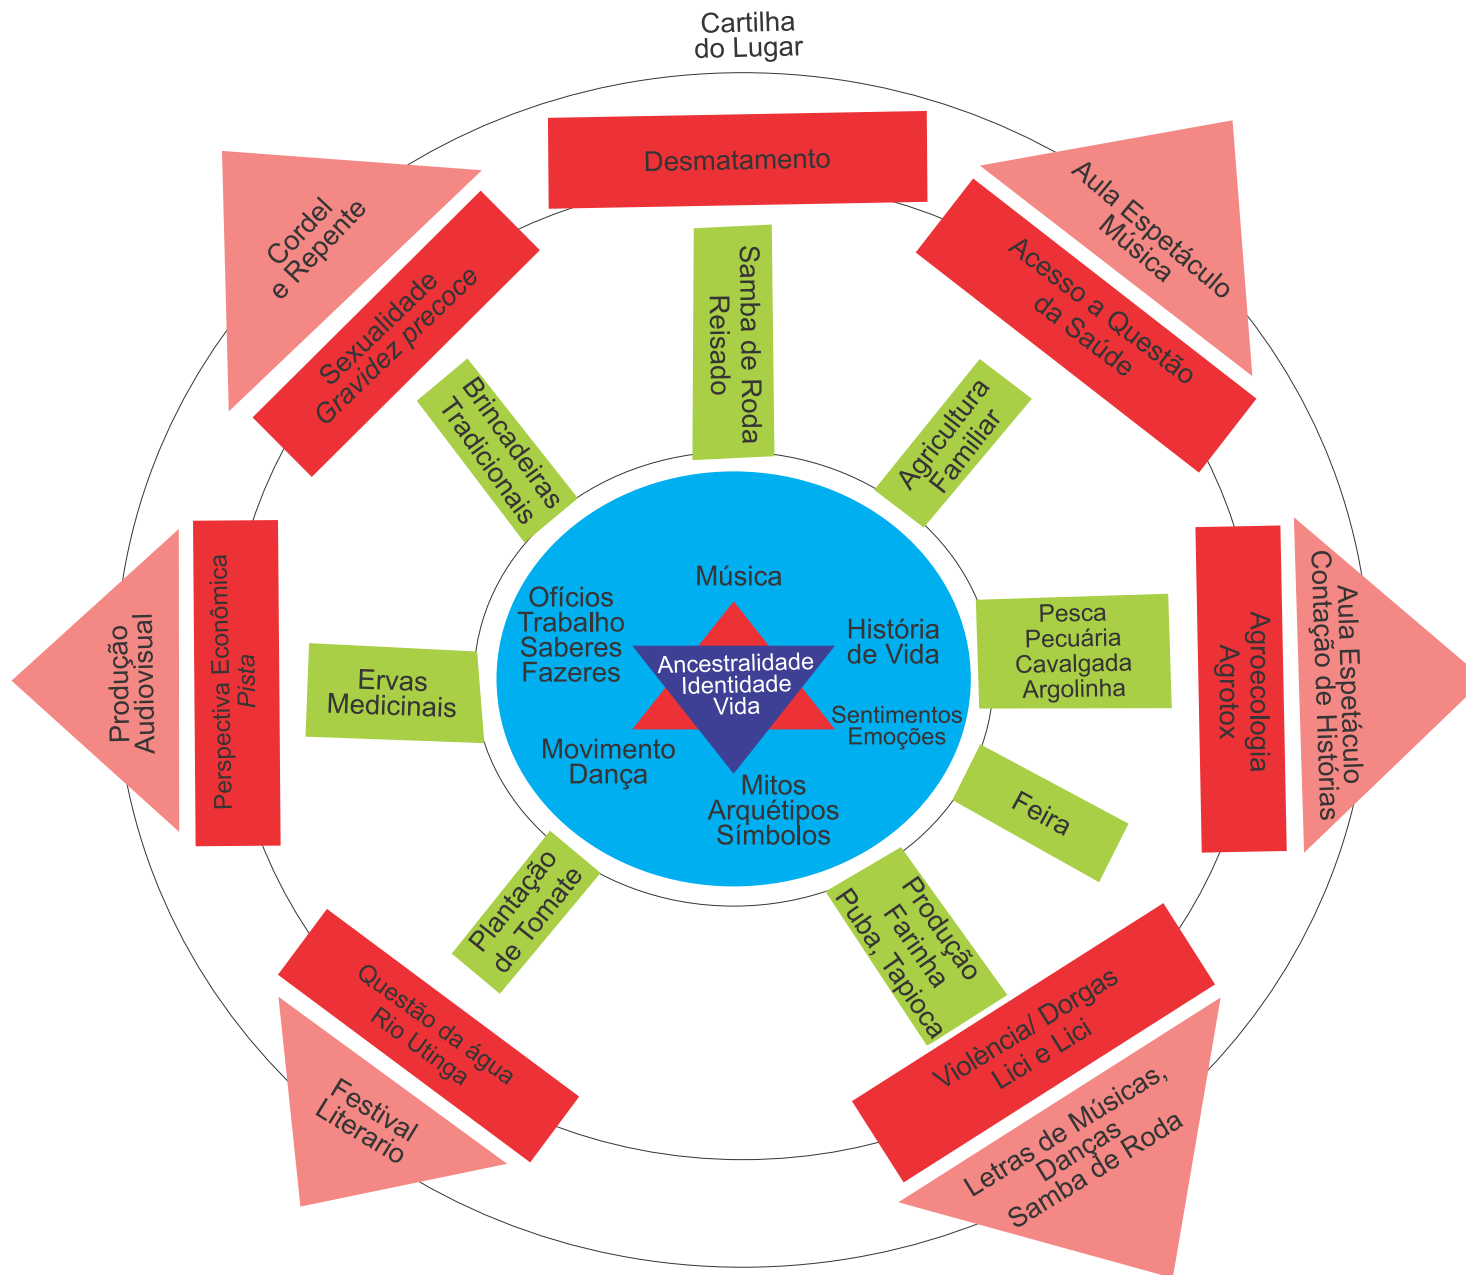 Cartilha
do Lugar
Desmatamento
Cordel
e Repente
Aula Espetáculo
Música
Sexualidade
Gravidez precoce
Acesso a Questão
da Saúde
Samba de Roda
Reisado
Brincadeiras
Tradicionais
Agricultura
Familiar
Produção
Audiovisual
Perspectiva Econômica
Pista
Ervas
Medicinais
Ofícios
Trabalho
Saberes
Fazeres
Música
História
de Vida
Ancestralidade
Identidade
Vida
Sentimentos
Emoções
Movimento
Dança
Mitos
Arquétipos
Símbolos
Pesca
Pecuária
Cavalgada
Argolinha
Agroecologia
Agrotox
Aula Espetáculo
Contação de Histórias
Feira
Plantação
de Tomate
Produção
Farinha
Puba, Tapioca
Questão da água
Rio Utinga
Violència/ Dorgas
Lici e Lici
Festival
Literario
Letras de Músicas,
Danças
Samba de Roda